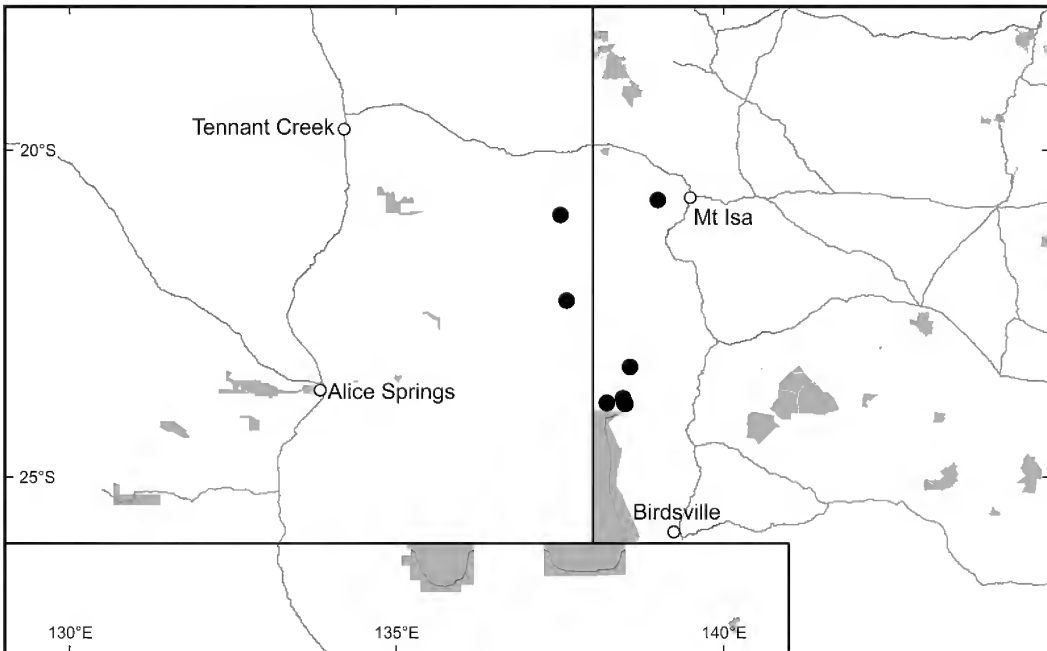 Tennant Creek
20°S
Mt Isa
Alice Springs
25°S
Birdsville
130°E
135°E
140°E